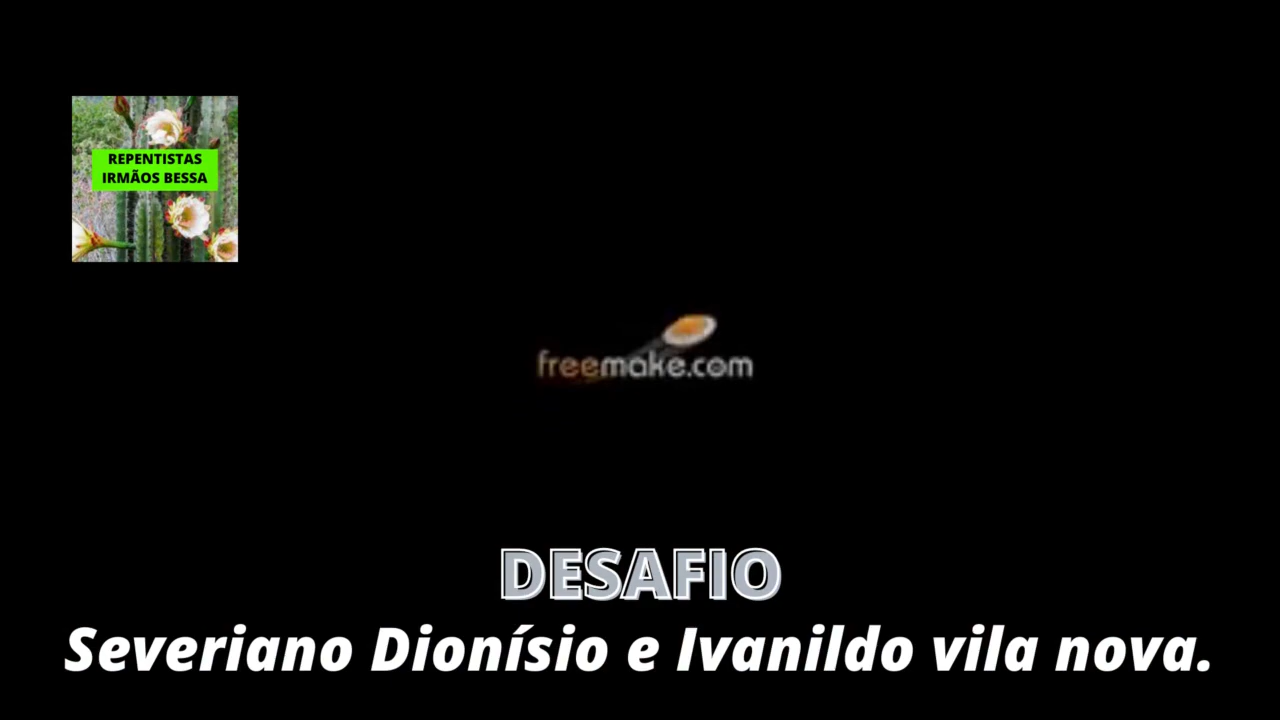 REPENTISTAS
IRMÃOS BESSA
freemake.com
DESAFIO
Severiano Dionísio e Ivanildo vila nova.